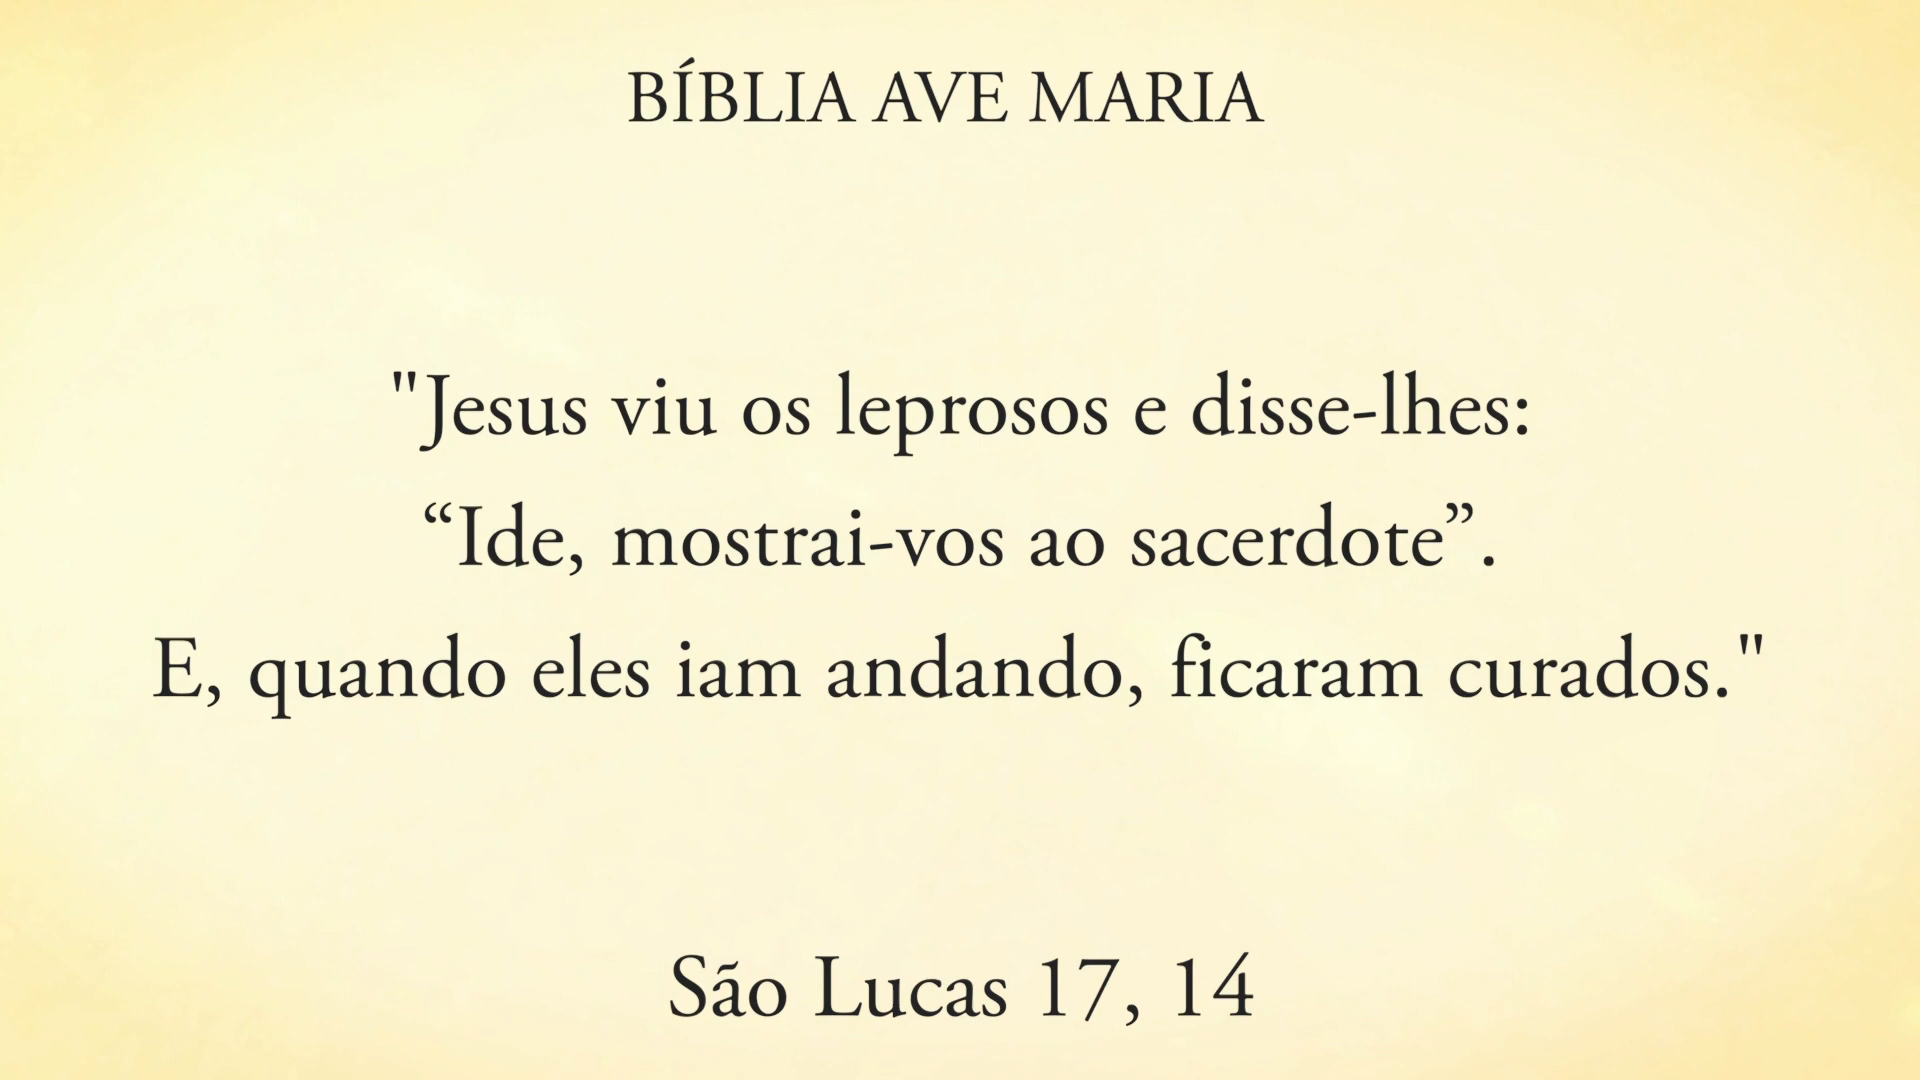 BÍBLIA AVE MARIA
"Jesus viu os leprosos e disse-lhes:
“Ide, mostrai-vos ao sacerdote”.
E, quando eles iam andando, ficaram curados."
São Lucas 17, 14